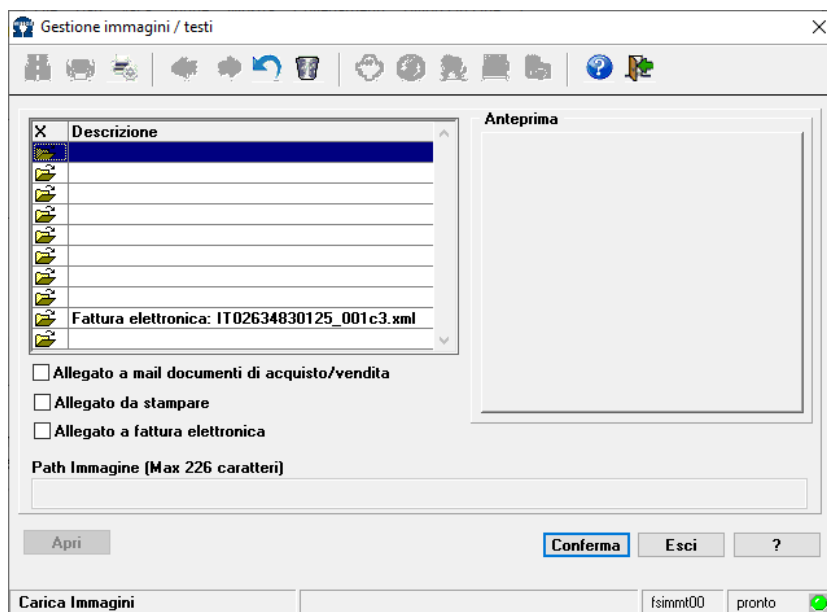 Gestione immagini / testi
X Descrizione
Fattura elettronica: IT02634830125_001c3.xml
Anteprima
Allegato a mail documenti di acquisto/vendita
Allegato da stampare
Allegato a fattura elettronica
Path Immagine (Max 226 caratteri)
Apri Conferma Esci ?
Carica Immagini fsimmt00 pronto